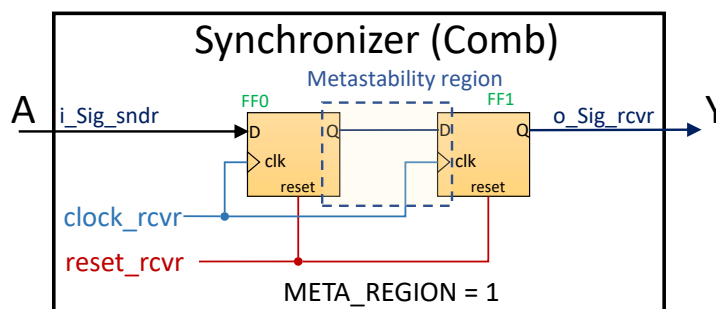 Synchronizer (Comb)
Metastability region
FF0
FF1
A
i_Sig_sndr
D
Q
D
Q
o_Sig_rcvr
Y
clk
clk
reset
reset
clock_rcvr
reset_rcvr
META_REGION = 1